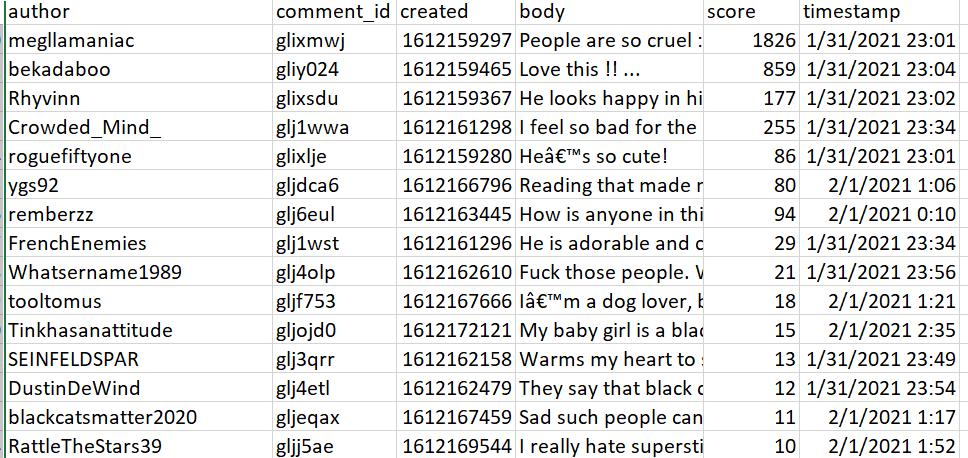 author comment_id created body score timestamp
megllamaniac glixmwj 1612159297 People are so cruel : 1826 1/31/2021 23:01
bekadaboo gliy024 1612159465 Love this !! ... 859 1/31/2021 23:04
Rhyvinn glixsdu 1612159367 He looks happy in hi 177 1/31/2021 23:02
Crowded_Mind_ glj1wwa 1612161298 I feel so bad for the 255 1/31/2021 23:34
roguefiftyone glixlje 1612159280 Heâ€™s so cute! 86 1/31/2021 23:01
ygs92 gljdca6 1612166796 Reading that made 80 2/1/2021 1:06
remberzz glj6eul 1612163445 How is anyone in thi 94 2/1/2021 0:10
FrenchEnemies glj1wst 1612161296 He is adorable and c 29 1/31/2021 23:34
Whatsername1989 glj4olp 1612162610 Fuck those people. 21 1/31/2021 23:56
tooltomus gljf753 1612167666 Iâ€™m a dog lover, b 18 2/1/2021 1:21
Tinkhasanattitude gljojd0 1612172121 My baby girl is a blac 15 2/1/2021 2:35
SEINFELDSPAR glj3qrr 1612162158 Warms my heart to 13 1/31/2021 23:49
DustinDeWind glj4etl 1612162479 They say that black c 12 1/31/2021 23:54
blackcatsmatter2020 gljeqax 1612167459 Sad such people can 11 2/1/2021 1:17
RattleTheStars39 gljj5ae 1612169544 I really hate supersti 10 2/1/2021 1:52